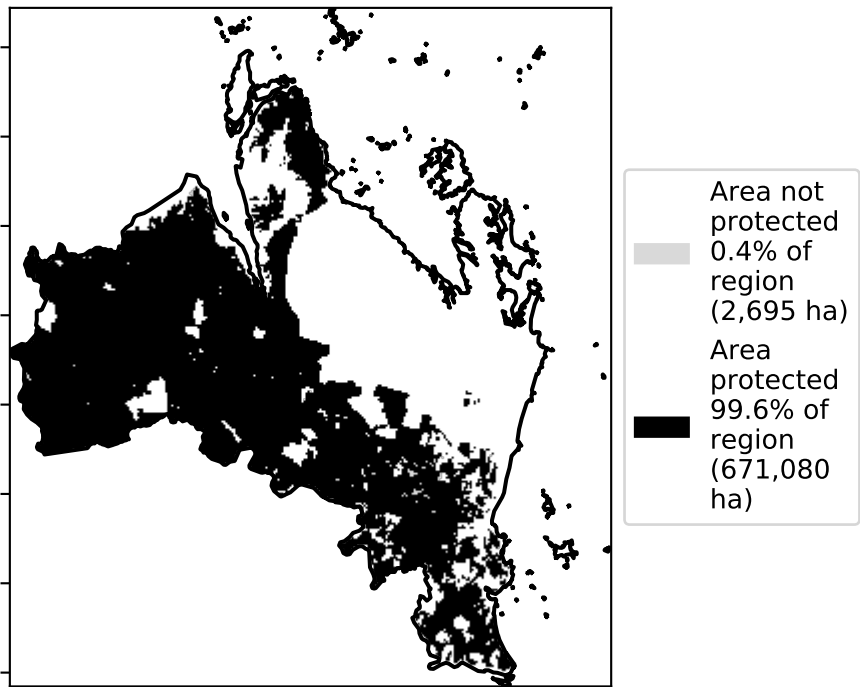 Area not
protected
0.4% of
region
(2,695 ha)
Area
protected
99.6% of
region
(671,080
ha)